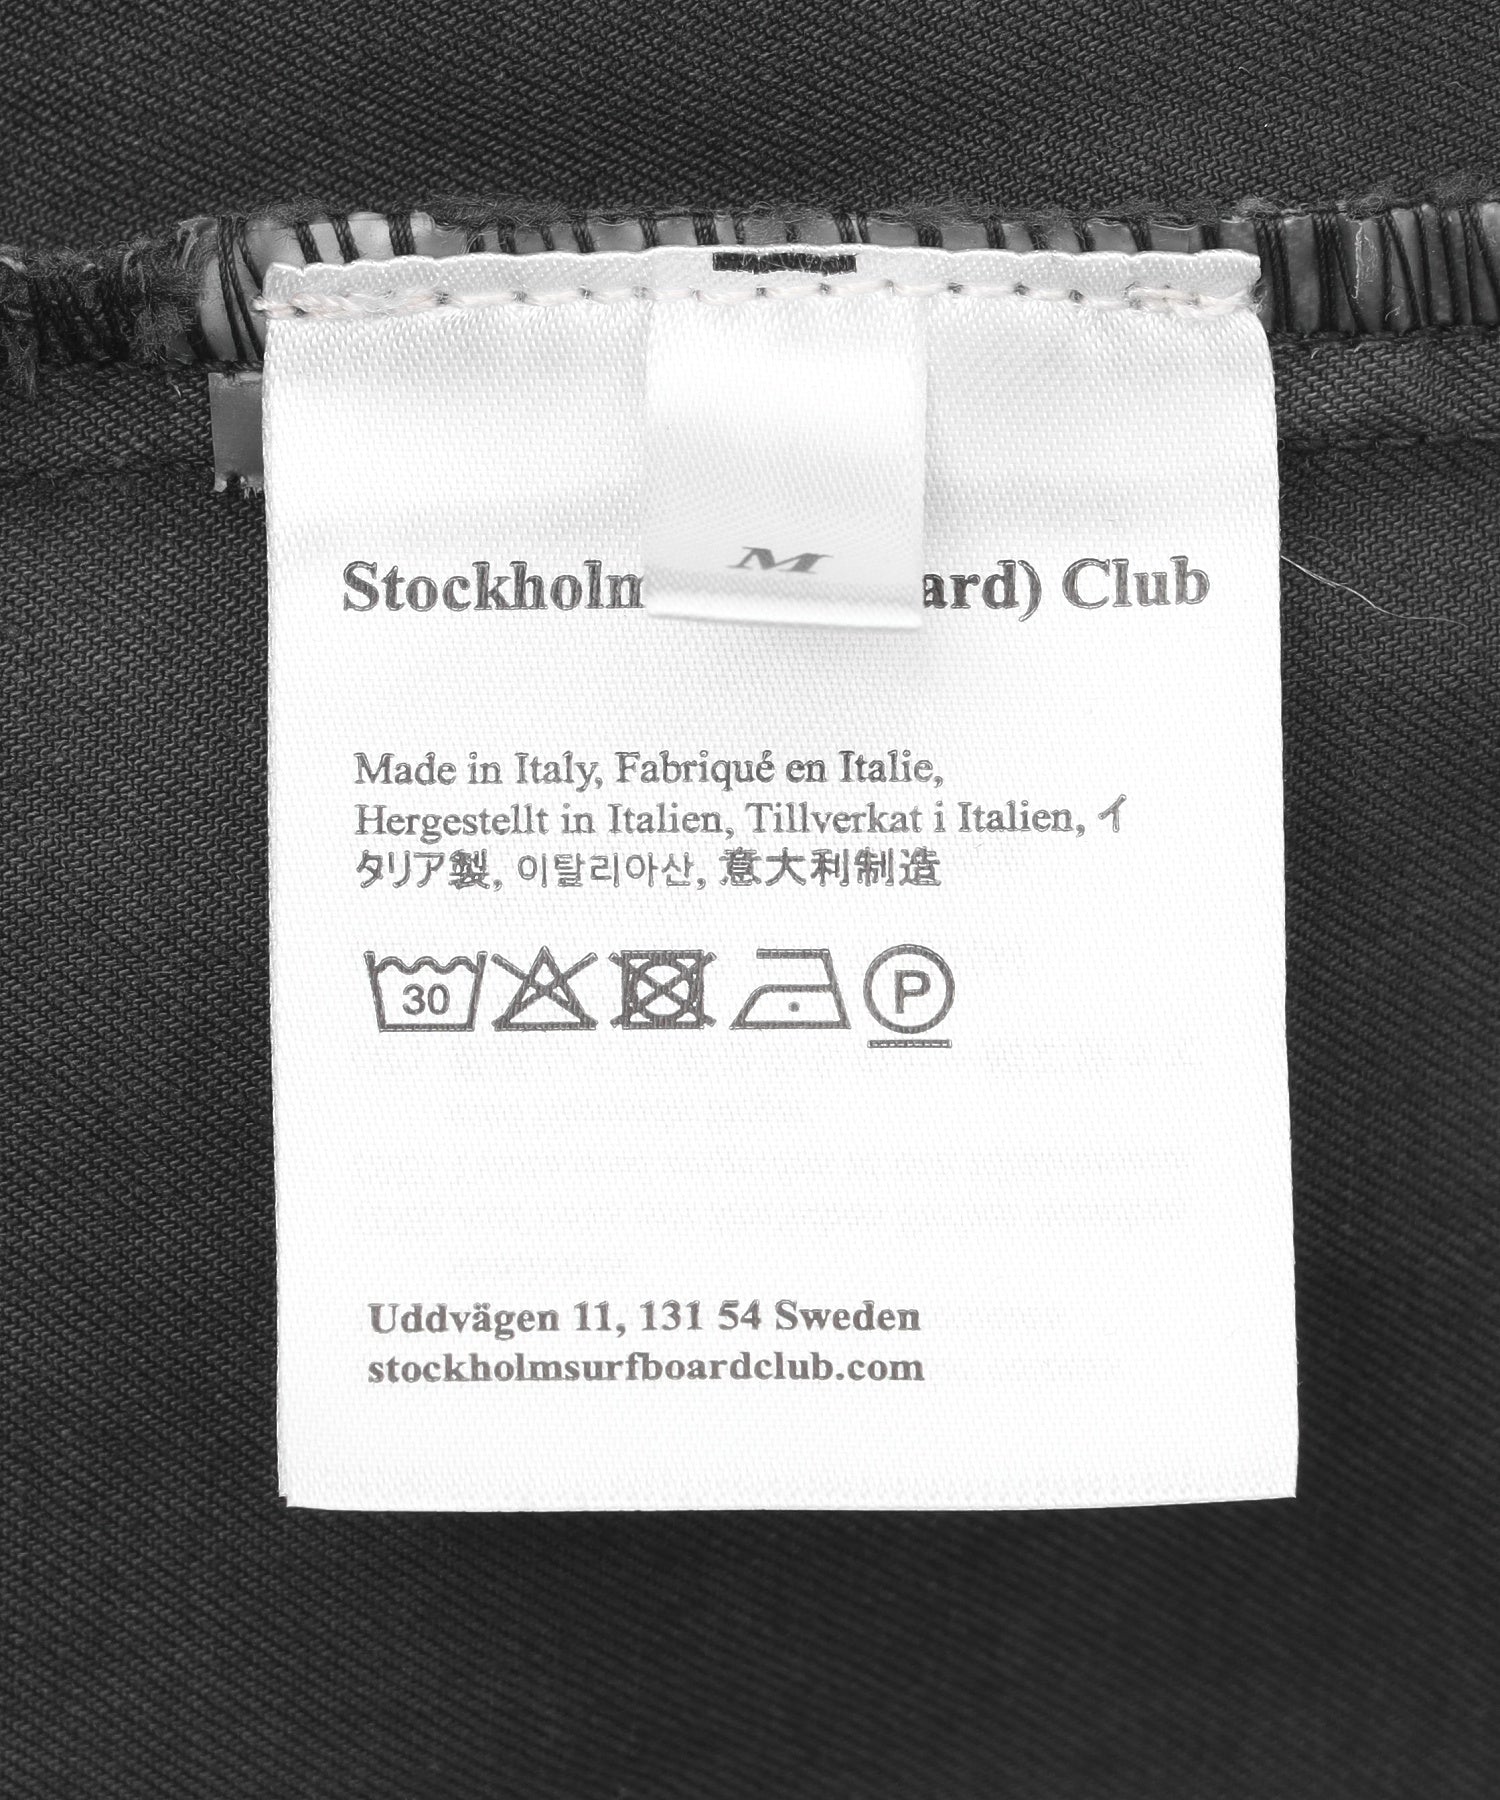 M
Stockholm ard) Club
Made in Italy, Fabriqué en Italie,
Hergestellt in Italien, Tillverkat i Italien, イ
タリア製, 이탈리아산, 意大利制造
30
P
Uddvägen 11, 131 54 Sweden
stockholmsurfboardclub.com